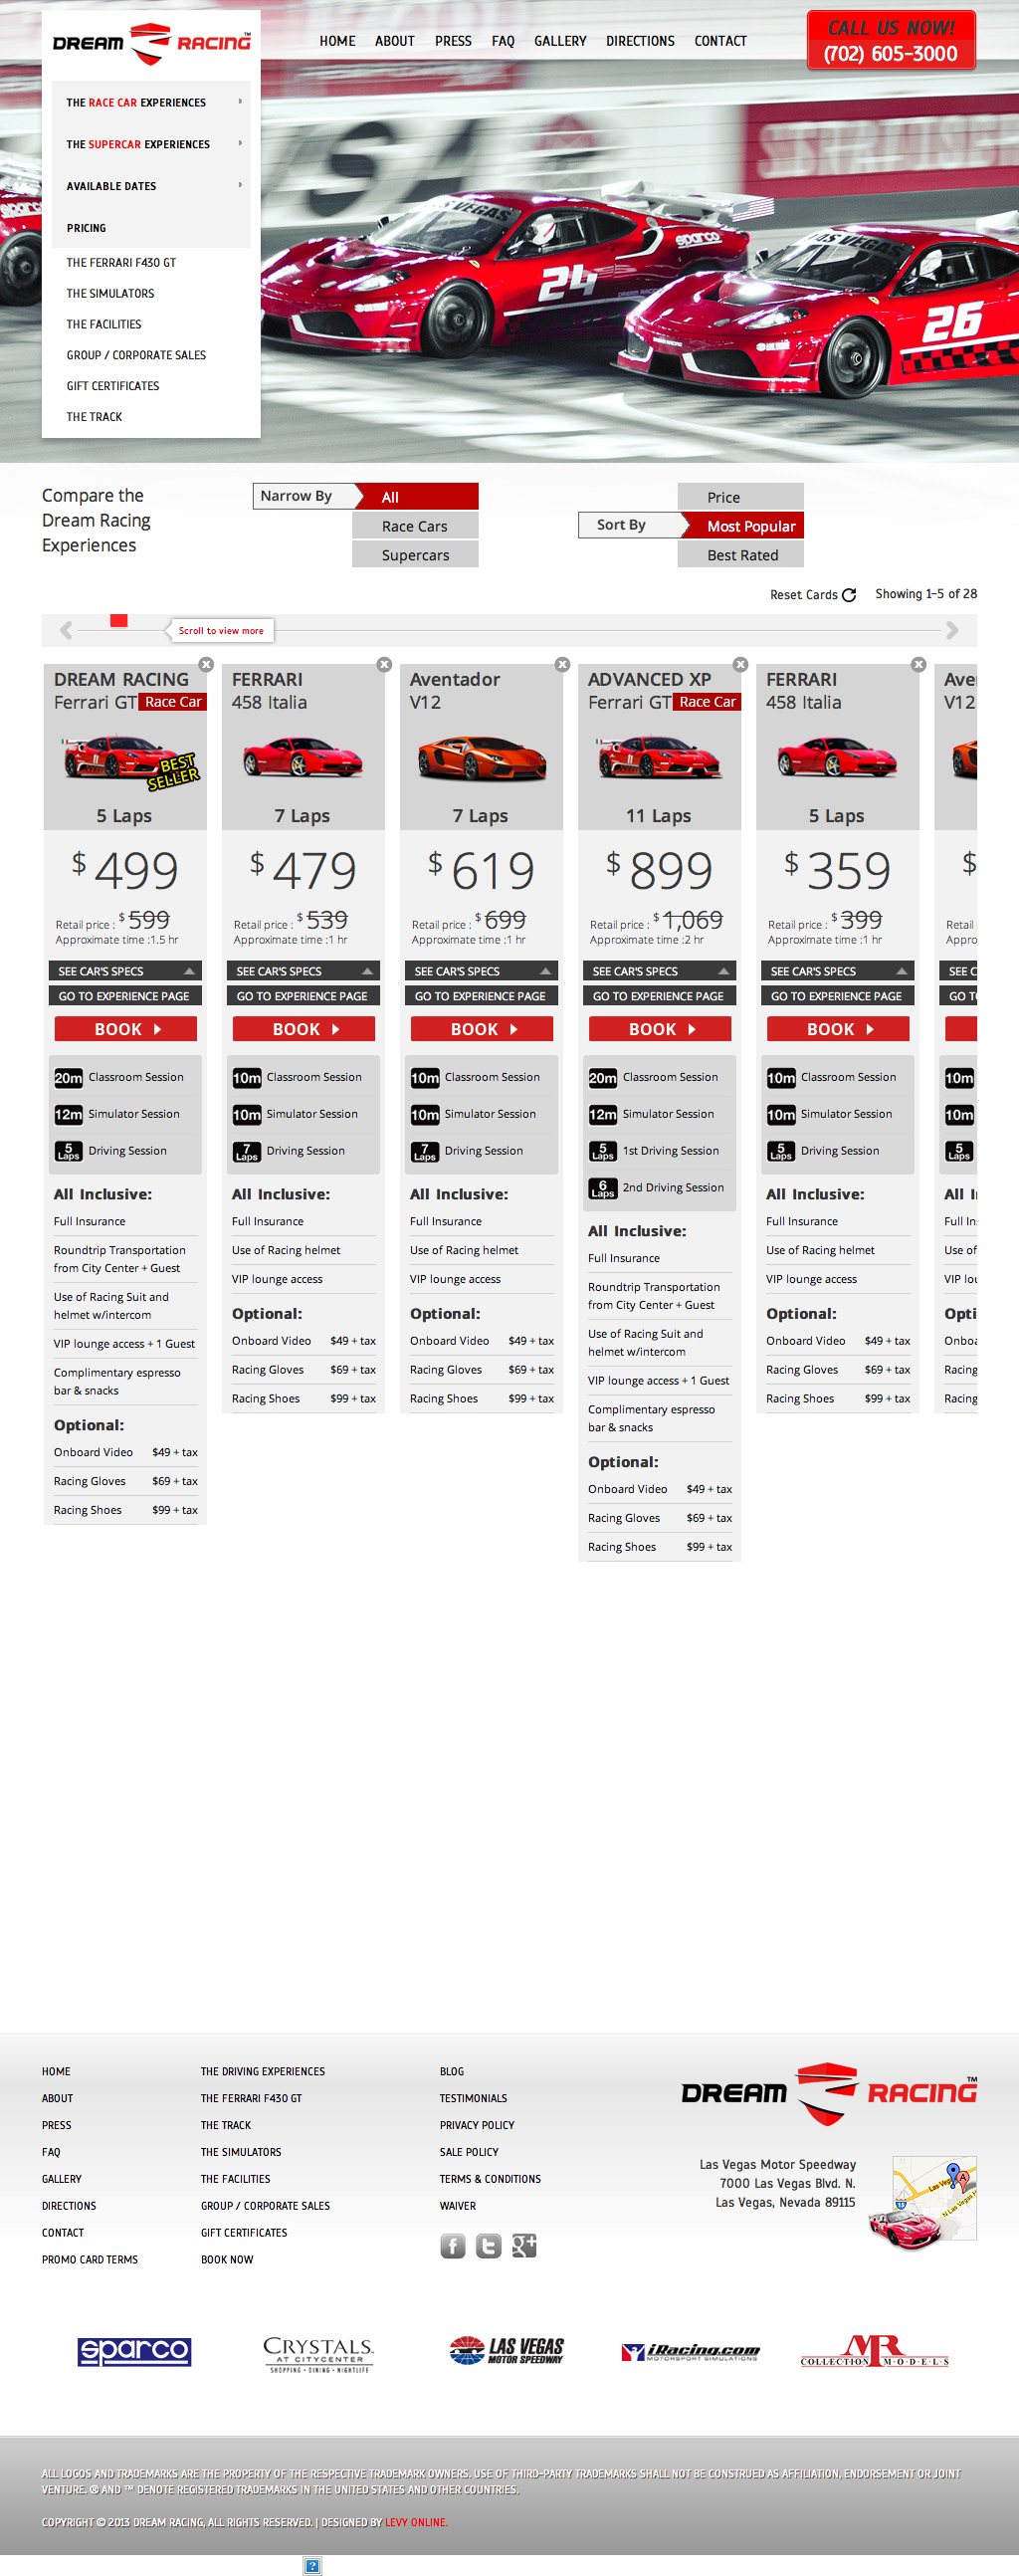 DREAM RACING™
HOME ABOUT PRESS FAQ GALLERY DIRECTIONS CONTACT
CALL US NOW!
(702) 605-3000
THE RACE CAR EXPERIENCES
THE SUPERCAR EXPERIENCES
AVAILABLE DATES
PRICING
THE FERRARI F430 GT
THE SIMULATORS
THE FACILITIES
GROUP / CORPORATE SALES
GIFT CERTIFICATES
THE TRACK
LAS VEGAS
sparco
24
LAS VEGAS
26
Compare the
Dream Racing
Experiences
Narrow By All
Race Cars
Supercars
Price
Sort By Most Popular
Best Rated
Reset Cards Showing 1-5 of 28
Scroll to view more
DREAM RACING
Ferrari GT Race Car
BEST SELLER
5 Laps
$ 499
Retail price : $ 599
Approximate time :1.5 hr
SEE CAR'S SPECS
GO TO EXPERIENCE PAGE
BOOK
20m Classroom Session
12m Simulator Session
5 Laps Driving Session
All Inclusive:
Full Insurance
Roundtrip Transportation
from City Center + Guest
Use of Racing Suit and
helmet w/intercom
VIP lounge access + 1 Guest
Complimentary espresso
bar & snacks
Optional:
Onboard Video $49 + tax
Racing Gloves $69 + tax
Racing Shoes $99 + tax
FERRARI
458 Italia
7 Laps
$ 479
Retail price : $ 539
Approximate time :1 hr
SEE CAR'S SPECS
GO TO EXPERIENCE PAGE
BOOK
10m Classroom Session
10m Simulator Session
7 Laps Driving Session
All Inclusive:
Full Insurance
Use of Racing helmet
VIP lounge access
Optional:
Onboard Video $49 + tax
Racing Gloves $69 + tax
Racing Shoes $99 + tax
Aventador
V12
7 Laps
$ 619
Retail price : $ 699
Approximate time :1 hr
SEE CAR'S SPECS
GO TO EXPERIENCE PAGE
BOOK
10m Classroom Session
10m Simulator Session
7 Laps Driving Session
All Inclusive:
Full Insurance
Use of Racing helmet
VIP lounge access
Optional:
Onboard Video $49 + tax
Racing Gloves $69 + tax
Racing Shoes $99 + tax
ADVANCED XP
Ferrari GT Race Car
11 Laps
$ 899
Retail price : $ 1,069
Approximate time :2 hr
SEE CAR'S SPECS
GO TO EXPERIENCE PAGE
BOOK
20m Classroom Session
12m Simulator Session
5 Laps 1st Driving Session
6 Laps 2nd Driving Session
All Inclusive:
Full Insurance
Roundtrip Transportation
from City Center + Guest
Use of Racing Suit and
helmet w/intercom
VIP lounge access + 1 Guest
Complimentary espresso
bar & snacks
Optional:
Onboard Video $49 + tax
Racing Gloves $69 + tax
Racing Shoes $99 + tax
FERRARI
458 Italia
5 Laps
$ 359
Retail price : $ 399
Approximate time :1 hr
SEE CAR'S SPECS
GO TO EXPERIENCE PAGE
BOOK
10m Classroom Session
10m Simulator Session
5 Laps Driving Session
All Inclusive:
Full Insurance
Use of Racing helmet
VIP lounge access
Optional:
Onboard Video $49 + tax
Racing Gloves $69 + tax
Racing Shoes $99 + tax
V12
$
Retail
SEE
GO
10m
10m
5 Laps
All
Full
Use of
VIP
Racing
Racing
HOME
ABOUT
PRESS
FAQ
GALLERY
DIRECTIONS
CONTACT
PROMO CARD TERMS
THE DRIVING EXPERIENCES
THE FERRARI F430 GT
THE TRACK
THE SIMULATORS
THE FACILITIES
GROUP / CORPORATE SALES
GIFT CERTIFICATES
BOOK NOW
BLOG
TESTIMONIALS
PRIVACY POLICY
SALE POLICY
TERMS & CONDITIONS
WAIVER
DREAM RACING™
Las Vegas Motor Speedway
7000 Las Vegas Blvd. N.
Las Vegas, Nevada 89115
sparco
CRYSTALS
AT CITYCENTER
SHOPPING • DINING • NIGHTLIFE
LAS VEGAS
MOTOR SPEEDWAY
iRacing.com
MOTORSPORT SIMULATIONS
MR
COLLECTION MODELS
ALL LOGOS AND TRADEMARKS ARE THE PROPERTY OF THE RESPECTIVE TRADEMARK OWNERS. USE OF THIRD-PARTY TRADEMARKS SHALL NOT BE CONSTRUED AS AFFILIATION, ENDORSEMENT OR JOINT
VENTURE. ® AND ™ DENOTE REGISTERED TRADEMARKS IN THE UNITED STATES AND OTHER COUNTRIES.
COPYRIGHT © 2013 DREAM RACING, ALL RIGHTS RESERVED. | DESIGNED BY LEVY ONLINE.